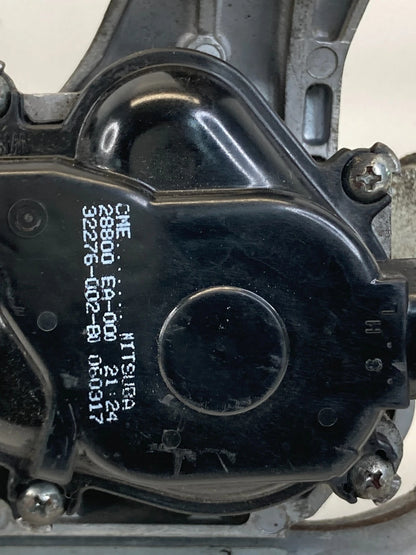 CME...... MITSUBA
28800 EA-000 21:24
32276-002-B0 060317
L H S